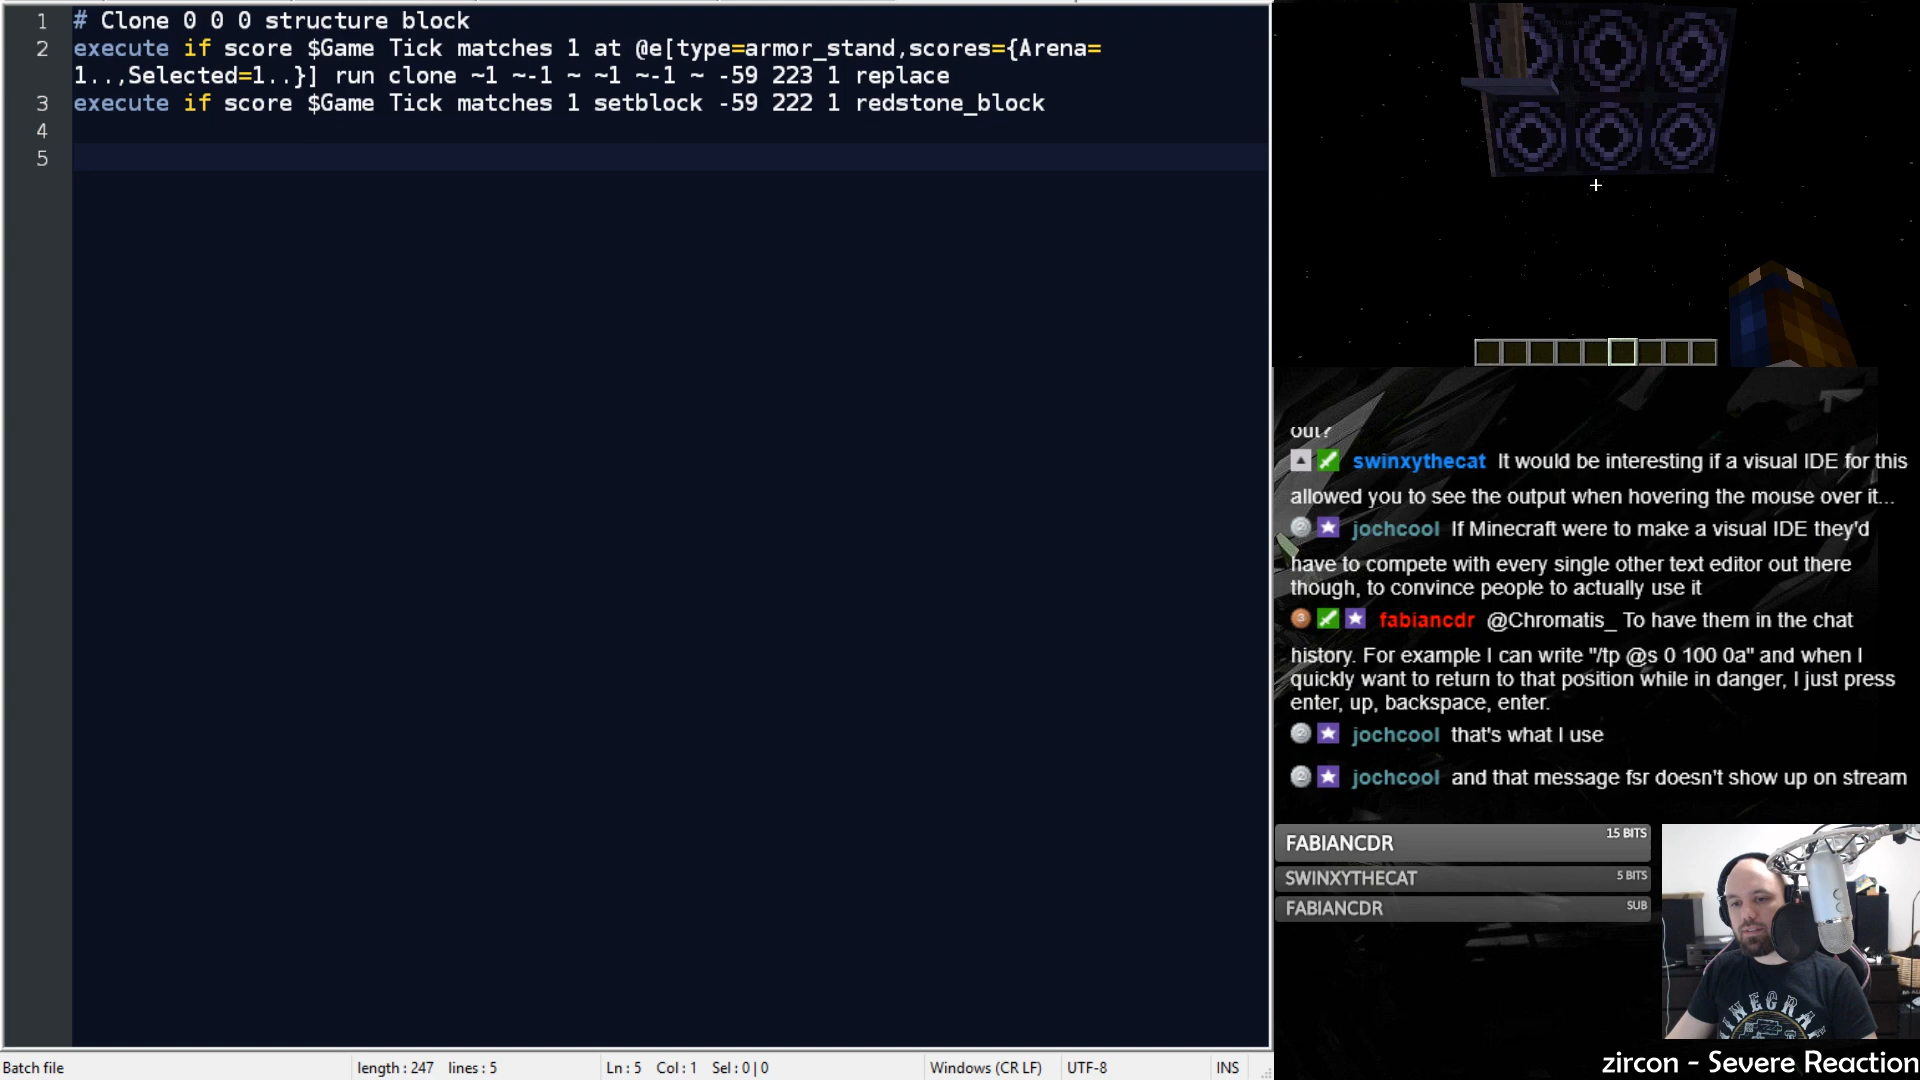 1 # Clone 0 0 0 structure block
2 execute if score $Game Tick matches 1 at @e[type=armor_stand,scores={Arena=
1..,Selected=1..}] run clone ~1 ~-1 ~ ~1 ~-1 ~ -59 223 1 replace
3 execute if score $Game Tick matches 1 setblock -59 222 1 redstone_block
4
5
out?
swinxythecat It would be interesting if a visual IDE for this
allowed you to see the output when hovering the mouse over it...
jochcool If Minecraft were to make a visual IDE they'd
have to compete with every single other text editor out there
though, to convince people to actually use it
fabiancdr @Chromatis_ To have them in the chat
history. For example I can write "/tp @s 0 100 0a" and when I
quickly want to return to that position while in danger, I just press
enter, up, backspace, enter.
jochcool that's what I use
jochcool and that message fsr doesn't show up on stream
FABIANCDR 15 BITS
SWINXYTHECAT 5 BITS
FABIANCDR SUB
Batch file length : 247 lines : 5 Ln : 5 Col : 1 Sel : 0 | 0 Windows (CR LF) UTF-8 INS
zircon - Severe Reaction